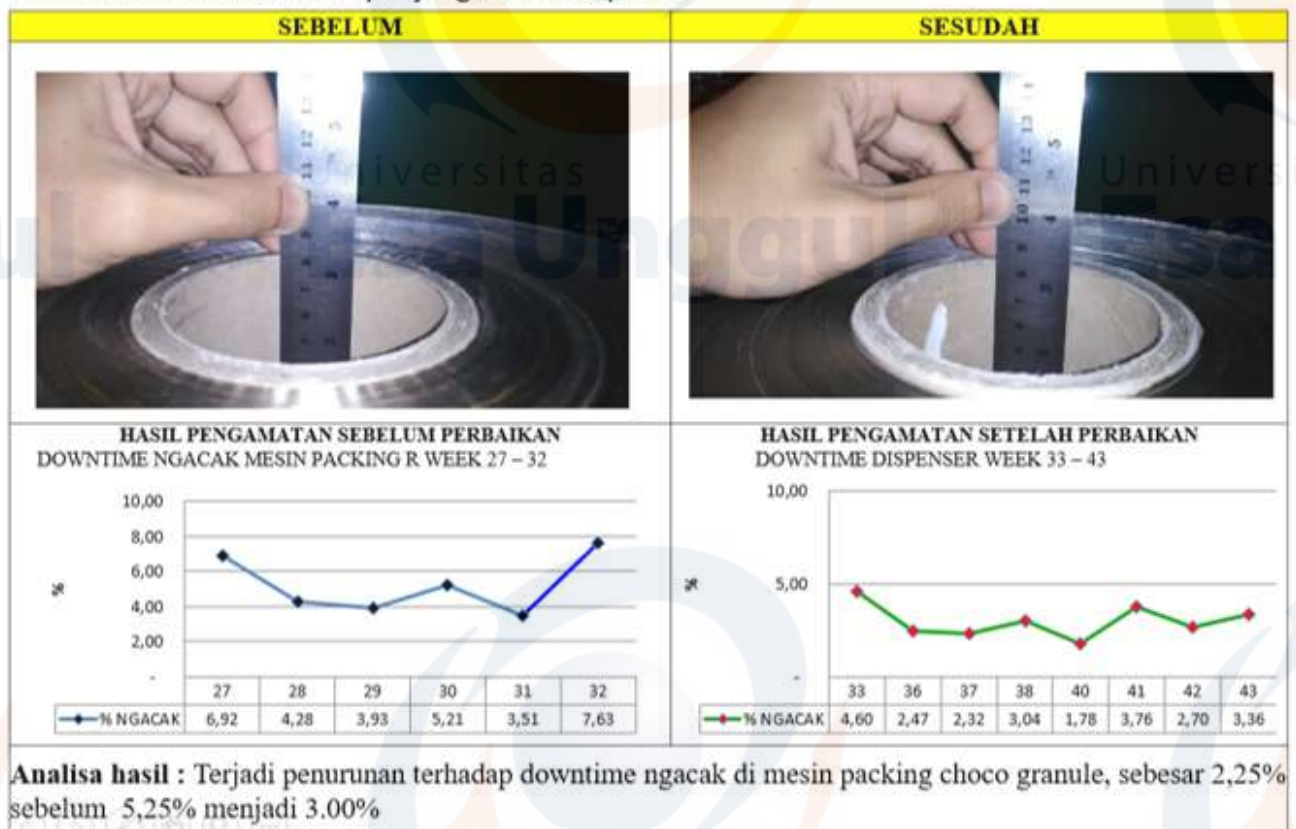 SEBELUM
SESUDAH
Universitas
Esa Unggul
Univers
Esa
HASIL PENGAMATAN SEBELUM PERBAIKAN
DOWNTIME NGACAK MESIN PACKING R WEEK 27 – 32
10,00
8,00
6,00
4,00
2,00
-
%
27 28 29 30 31 32
% NGACAK 6,92 4,28 3,93 5,21 3,51 7,63
HASIL PENGAMATAN SETELAH PERBAIKAN
DOWNTIME DISPENSER WEEK 33 – 43
10,00
5,00
-
%
33 36 37 38 40 41 42 43
% NGACAK 4,60 2,47 2,32 3,04 1,78 3,76 2,70 3,36
Analisa hasil : Terjadi penurunan terhadap downtime ngacak di mesin packing choco granule, sebesar 2,25%
sebelum 5,25% menjadi 3.00%